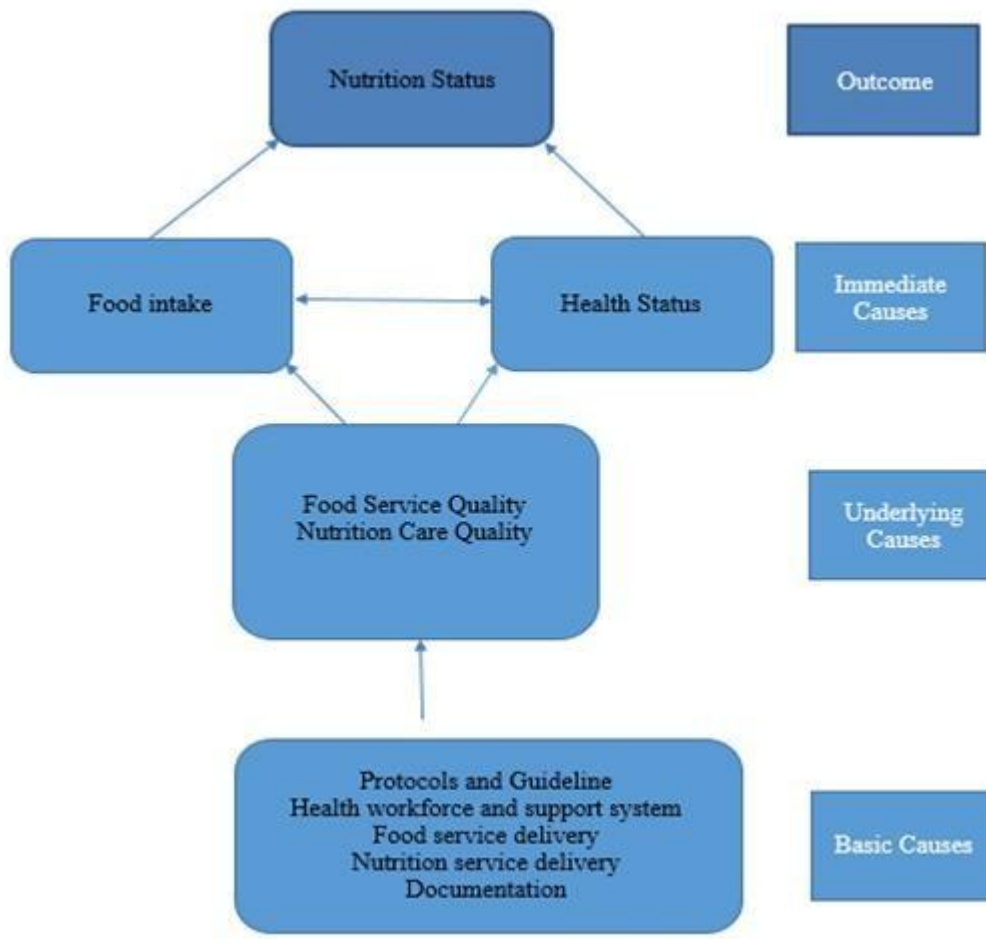 Nutrition Status
Outcome
Food intake
Health Status
Immediate
Causes
Food Service Quality
Nutrition Care Quality
Underlying
Causes
Protocols and Guideline
Health workforce and support system
Food service delivery
Nutrition service delivery
Documentation
Basic Causes